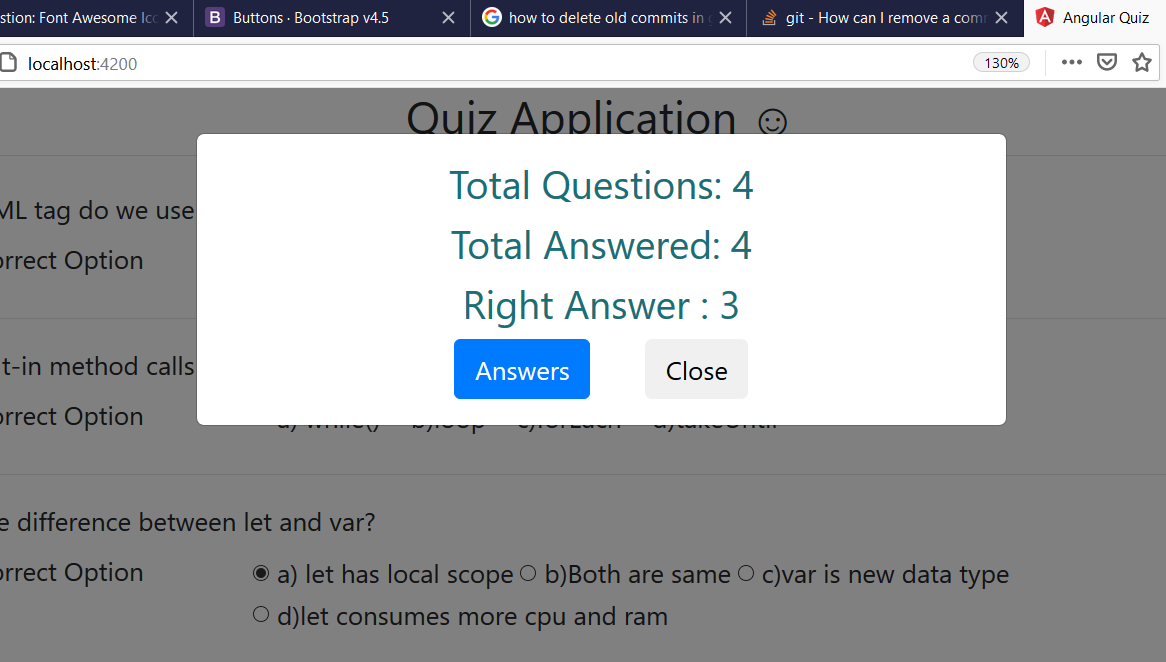 stion: Font Awesome Ico
B Buttons · Bootstrap v4.5
how to delete old commits in g
git - How can I remove a comm
Angular Quiz
localhost:4200
130%
Quiz Application ☺
Total Questions: 4
Total Answered: 4
Right Answer : 3
Answers
Close
ML tag do we use
orrect Option
t-in method calls
orrect Option
a) while() b)loop c)forEach d)takeUntil
e difference between let and var?
orrect Option
a) let has local scope b)Both are same c)var is new data type
d)let consumes more cpu and ram